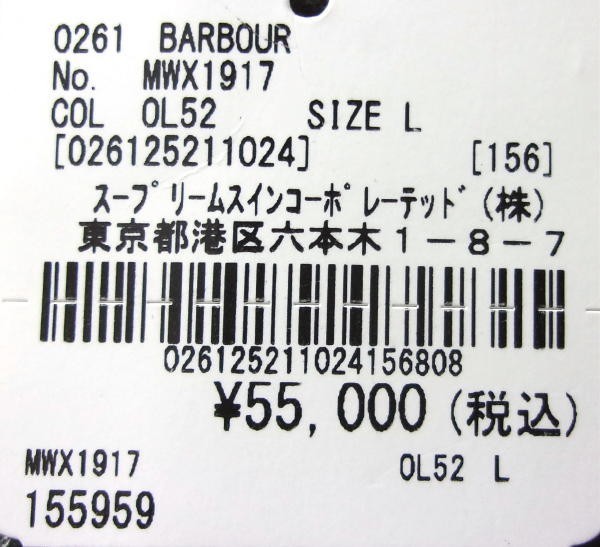 0261 BARBOUR
No. MWX1917
COL OL52 SIZE L
[026125211024] [156]
ｽｰﾌﾟﾘｰﾑｽｲﾝｺｰﾎﾟﾚｰﾃｯﾄﾞ(株)
東京都港区六本木1-8-7
026125211024156808
¥55,000(税込)
MWX1917 OL52 L
155959